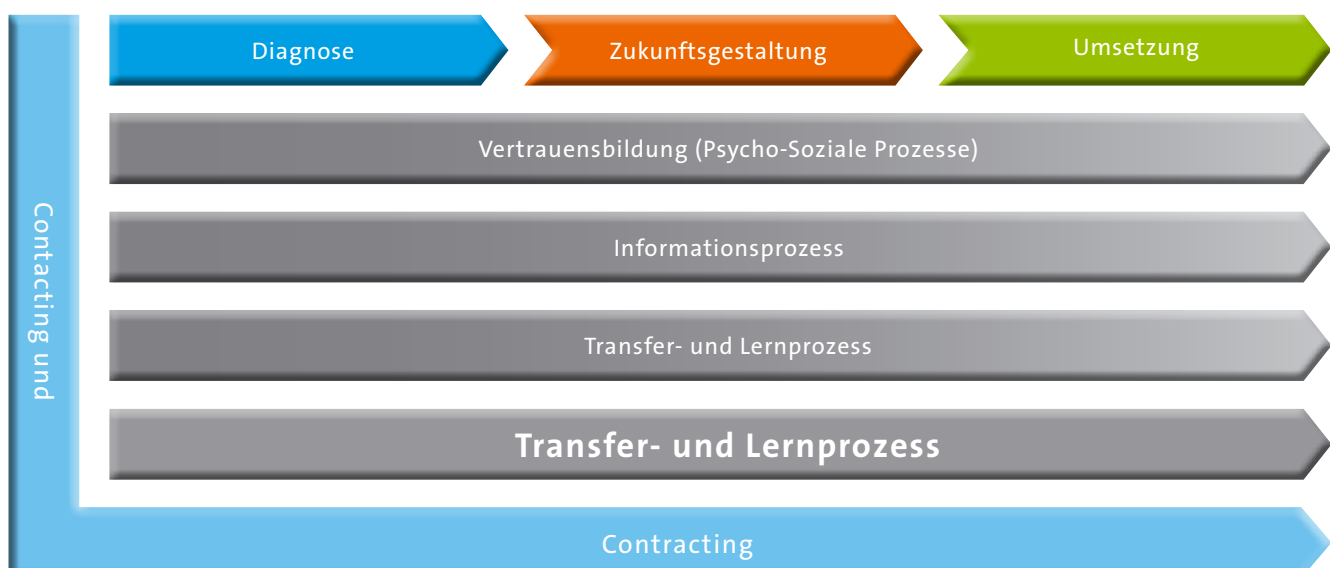 Diagnose
Zukunftsgestaltung
Umsetzung
Vertrauensbildung (Psycho-Soziale Prozesse)
Informationsprozess
Transfer- und Lernprozess
Transfer- und Lernprozess
Contacting und
Contracting